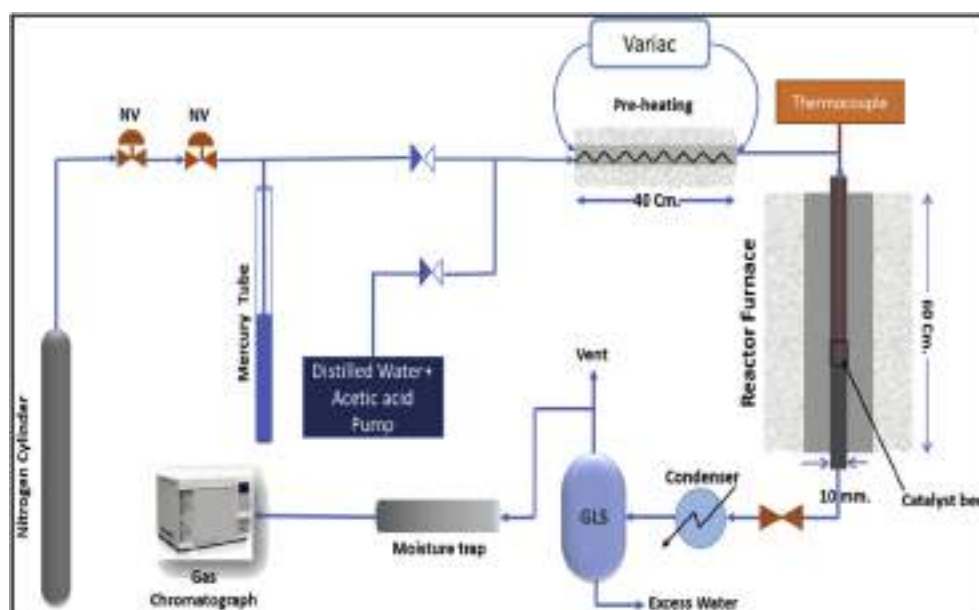 Variac
NV
NV
Pre-heating
Thermocouple
40 Cm.
Mercury Tube
Reactor Furnace
60 Cm.
Distilled Water+
Acetic acid
Pump
Vent
Nitrogen Cylinder
Condenser
10 mm.
Catalyst bed
GLS
Moisture trap
Gas
Chromatograph
Excess Water